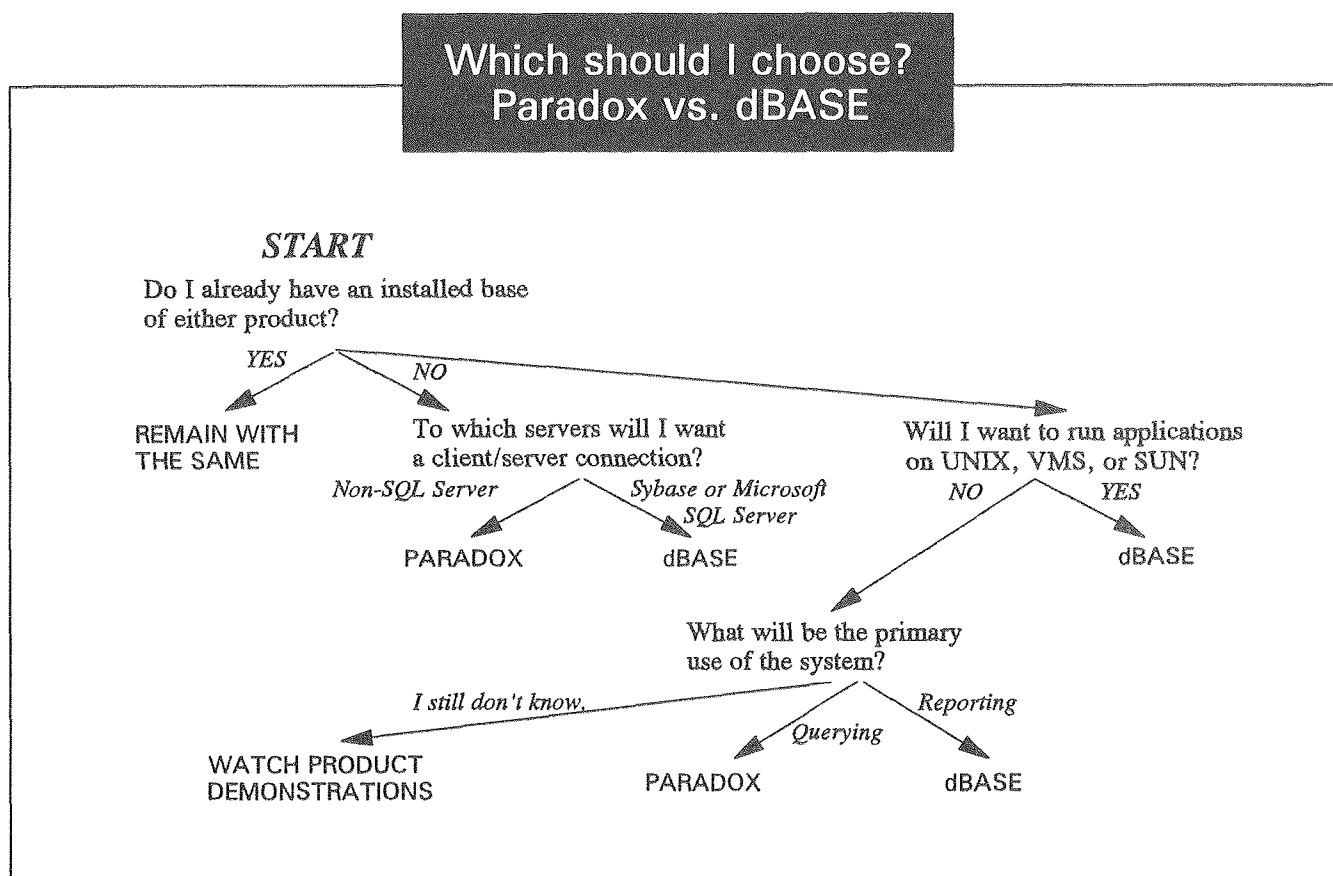 Which should I choose?
Paradox vs. dBASE
START
Do I already have an installed base
of either product?
YES
NO
REMAIN WITH
THE SAME
To which servers will I want
a client/server connection?
Non-SQL Server
Sybase or Microsoft
SQL Server
PARADOX
dBASE
Will I want to run applications
on UNIX, VMS, or SUN?
NO
YES
dBASE
What will be the primary
use of the system?
I still don't know,
Querying
Reporting
WATCH PRODUCT
DEMONSTRATIONS
PARADOX
dBASE